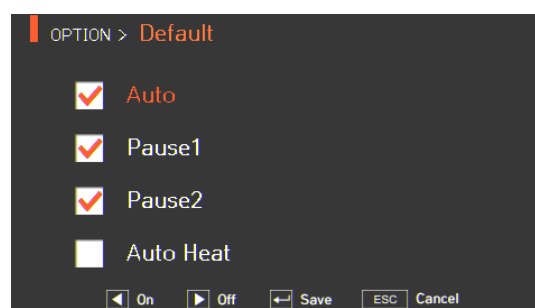 OPTION > Default
Auto
Pause1
Pause2
Auto Heat
On Off Save ESC Cancel